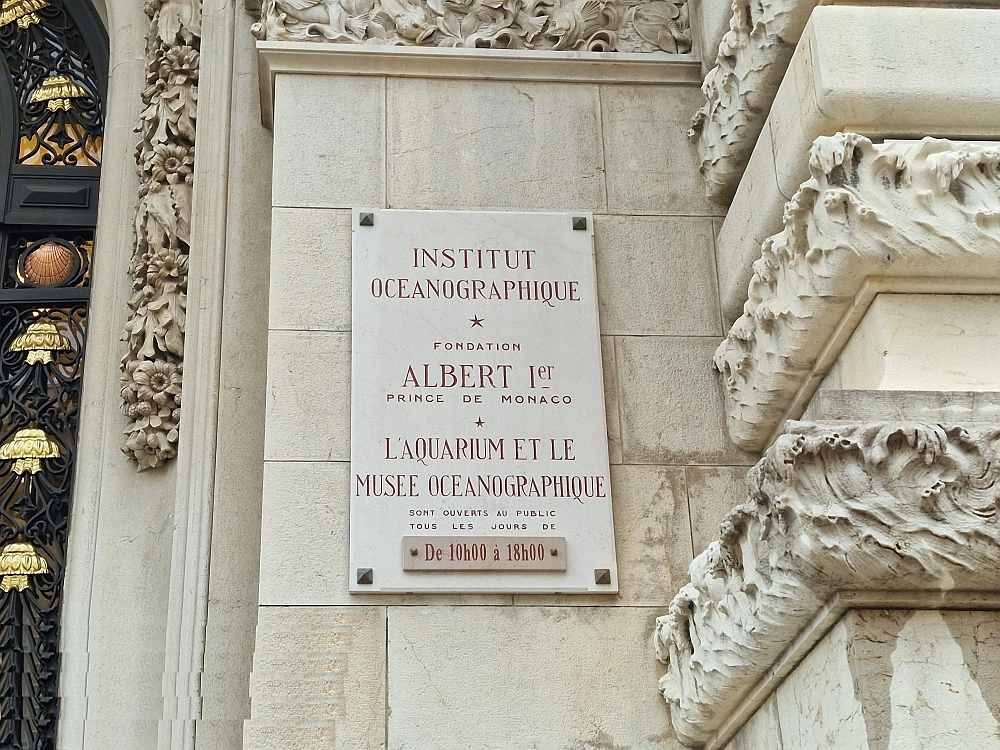 INSTITUT
OCEANOGRAPHIQUE
FONDATION
ALBERT Ier
PRINCE DE MONACO
L'AQUARIUM ET LE
MUSEE OCEANOGRAPHIQUE
SONT OUVERTS AU PUBLIC
TOUS LES JOURS DE
De 10h00 à 18h00